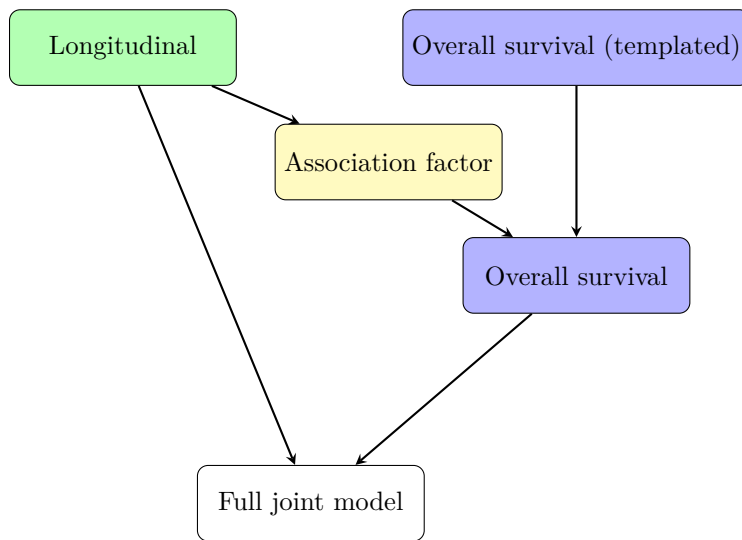 Longitudinal
Overall survival (templated)
Association factor
Overall survival
Full joint model